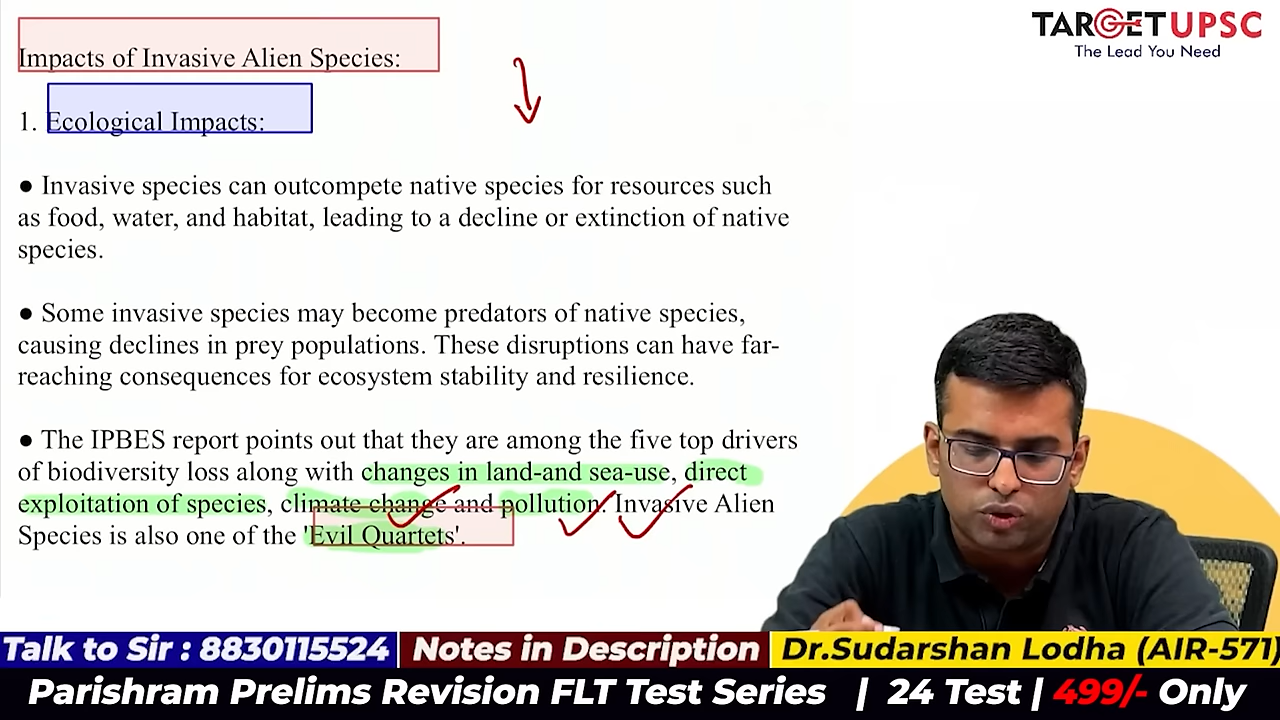 TARGET UPSC
The Lead You Need
Impacts of Invasive Alien Species:
1. Ecological Impacts:
● Invasive species can outcompete native species for resources such
as food, water, and habitat, leading to a decline or extinction of native
species.
● Some invasive species may become predators of native species,
causing declines in prey populations. These disruptions can have far-
reaching consequences for ecosystem stability and resilience.
● The IPBES report points out that they are among the five top drivers
of biodiversity loss along with changes in land-and sea-use, direct
exploitation of species, climate change and pollution. Invasive Alien
Species is also one of the 'Evil Quartets'.
Talk to Sir : 8830115524 Notes in Description Dr.Sudarshan Lodha (AIR-571)
Parishram Prelims Revision FLT Test Series | 24 Test | 499/- Only